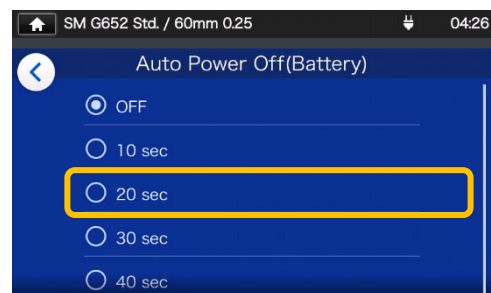 SM G652 Std. / 60mm 0.25 04:26
Auto Power Off(Battery)
OFF
10 sec
20 sec
30 sec
40 sec